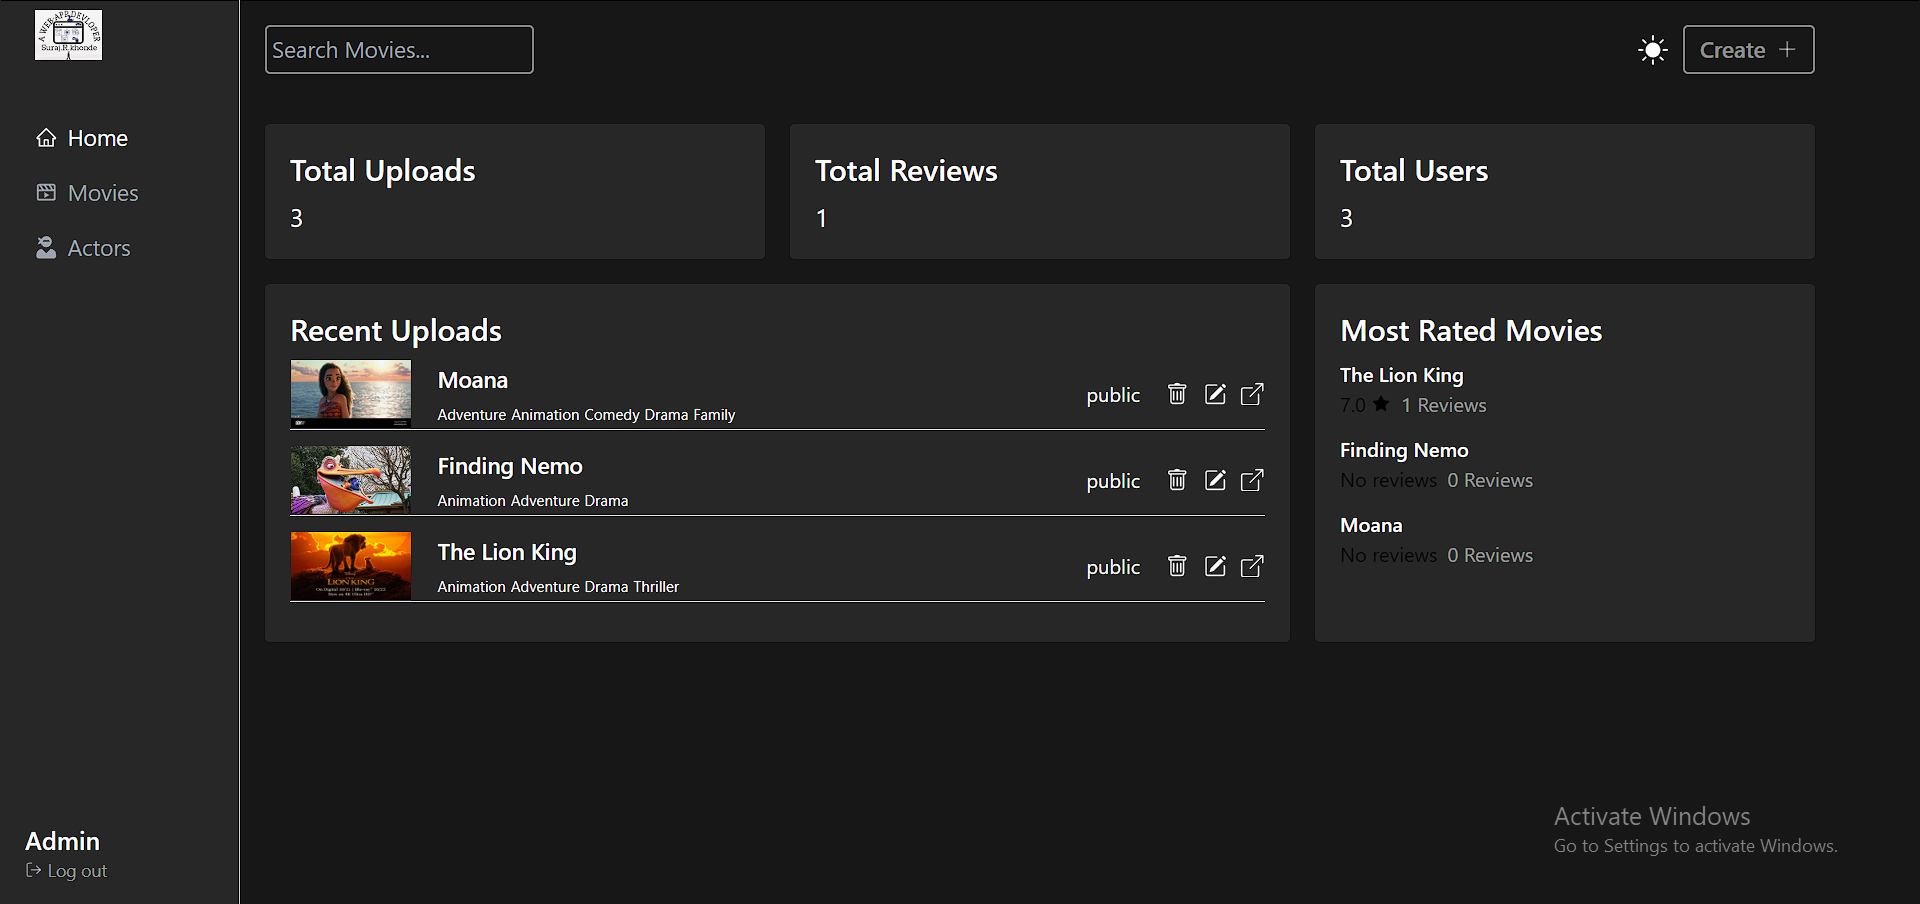 A WEB-APP DEVLOPER
Suraj.R.khonde
Search Movies...
Create +
Home
Movies
Actors
Total Uploads
3
Total Reviews
1
Total Users
3
Recent Uploads
Moana
Adventure Animation Comedy Drama Family
public
Finding Nemo
Animation Adventure Drama
public
LION KING
The Lion King
Animation Adventure Drama Thriller
public
Most Rated Movies
The Lion King
7.0 ★ 1 Reviews
Finding Nemo
No reviews 0 Reviews
Moana
No reviews 0 Reviews
Admin
Log out
Activate Windows
Go to Settings to activate Windows.